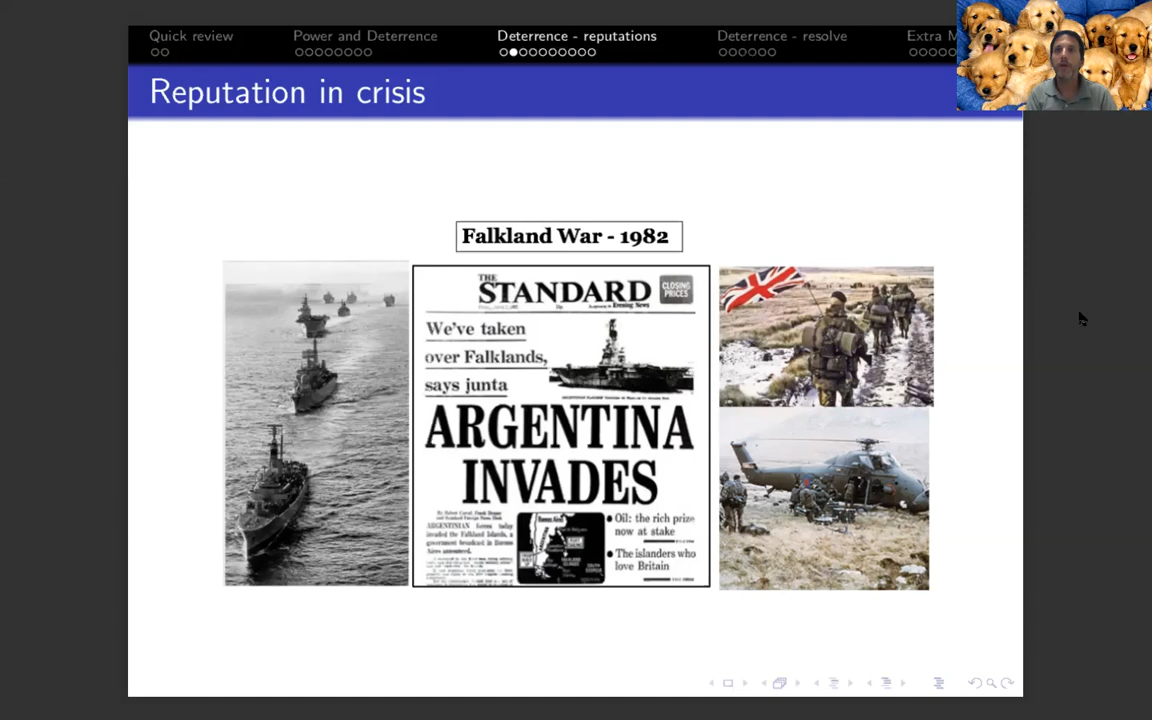 Quick review
Power and Deterrence
Deterrence - reputations
Deterrence - resolve
Extra M
Reputation in crisis
Falkland War - 1982
THE
STANDARD
CLOSING
PRICES
We've taken
over Falklands,
says junta
ARGENTINA
INVADES
ARGENTINIAN forces today
invaded the Falkland Islands, a
government broadcast in Buenos
Aires announced.
Oil: the rich prize
now at stake
The islanders who
love Britain